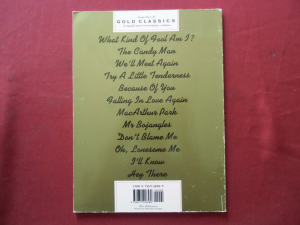 GOLD CLASSICS
What Kind Of Fool Am I?
The Candy Man
We'll Meet Again
Try A Little Tenderness
Because Of You
Falling In Love Again
MacArthur Park
Mr Bojangles
Don't Blame Me
Oh, Lonesome Me
I'll Know
Hey There